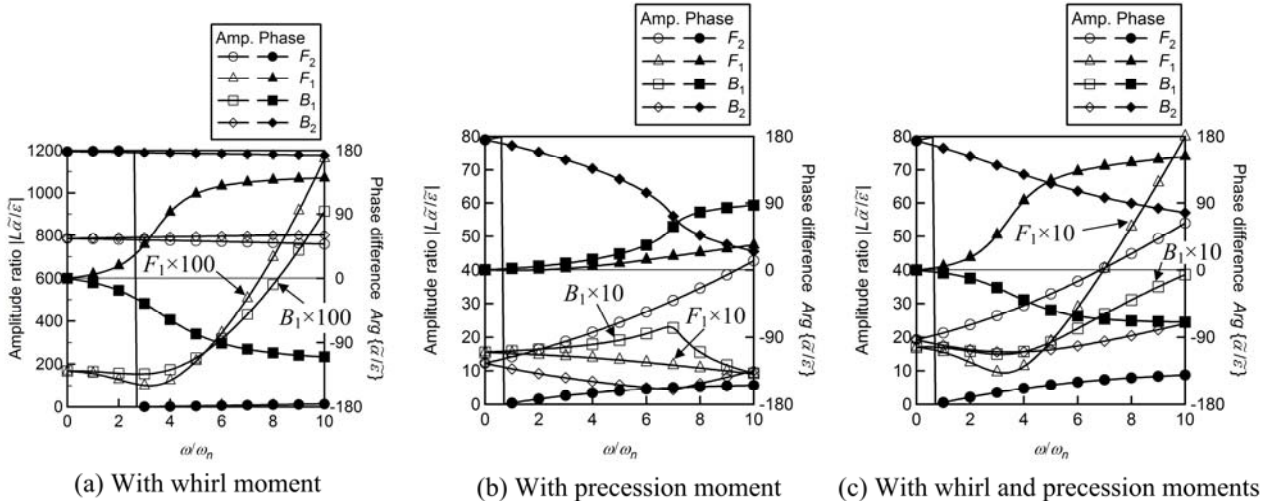 Amp. Phase
F2
F1
B1
B2
1200
1000
800
600
400
200
0
180
90
0
-90
-180
0 2 4 6 8 10
Amplitude ratio |Lα̃/ε̃|
Phase difference Arg{α̃/ε̃}
F1×100
B1×100
ω/ωn
(a) With whirl moment
Amp. Phase
F2
F1
B1
B2
80
70
60
50
40
30
20
10
0
180
90
0
-90
-180
0 2 4 6 8 10
Amplitude ratio |Lα̃/ε̃|
Phase difference Arg{α̃/ε̃}
B1×10
F1×10
ω/ωn
(b) With precession moment
Amp. Phase
F2
F1
B1
B2
80
70
60
50
40
30
20
10
0
180
90
0
-90
-180
0 2 4 6 8 10
Amplitude ratio |Lα̃/ε̃|
Phase difference Arg{α̃/ε̃}
F1×10
B1×10
ω/ωn
(c) With whirl and precession moments